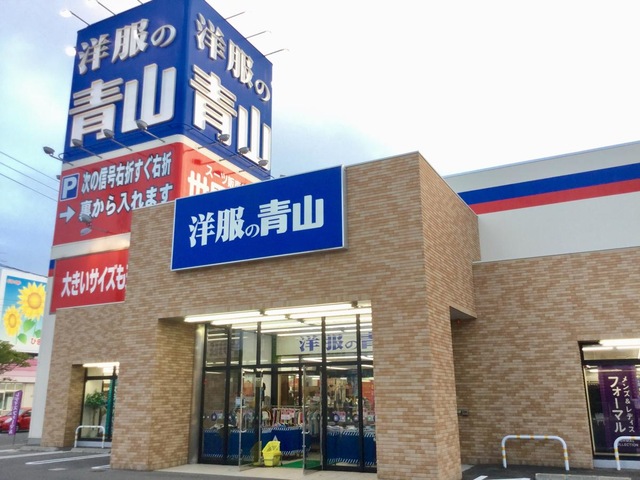 洋服の
青山
洋服の
青山
P 次の信号右折すぐ右折
→ 裏から入れます
大きいサイズも
洋服の青山
洋服の青
メンズ&レディス
フォーマル